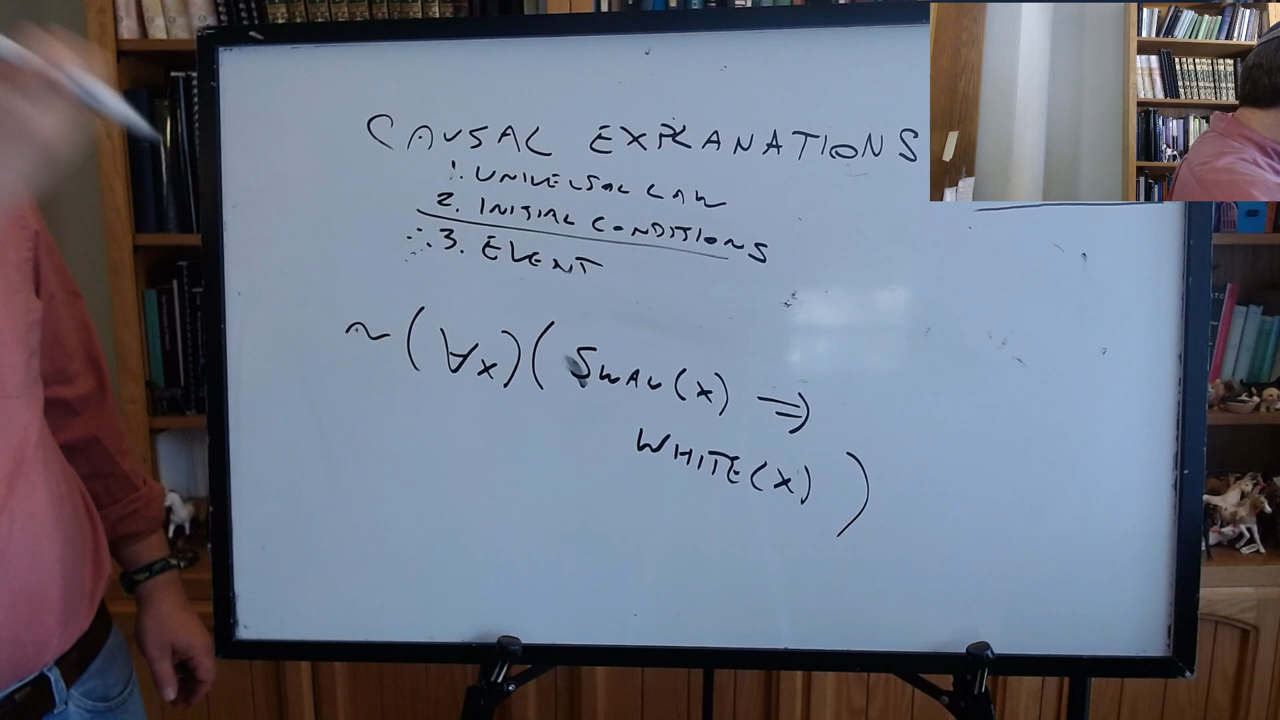 CAUSAL EXPLANATIONS
1. UNIVERSAL LAW
2. INITIAL CONDITIONS
∴ 3. EVENT
~(∀x)(SWAN(x) ⇒
WHITE(x))